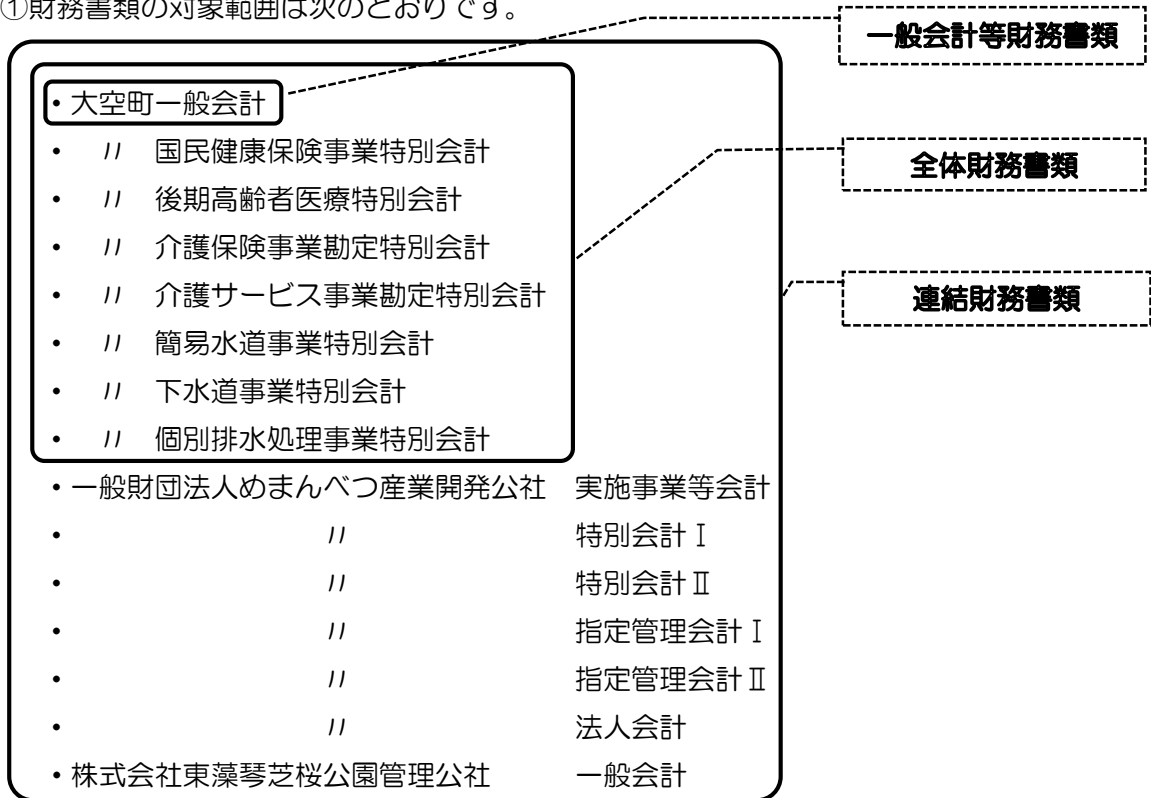 ①財務書類の対象範囲は次のとおりです。
一般会計等財務書類
・大空町一般会計
・ 〃 国民健康保険事業特別会計
全体財務書類
・ 〃 後期高齢者医療特別会計
・ 〃 介護保険事業勘定特別会計
・ 〃 介護サービス事業勘定特別会計
連結財務書類
・ 〃 簡易水道事業特別会計
・ 〃 下水道事業特別会計
・ 〃 個別排水処理事業特別会計
・一般財団法人めまんべつ産業開発公社 実施事業等会計
・ 〃 特別会計Ⅰ
・ 〃 特別会計Ⅱ
・ 〃 指定管理会計Ⅰ
・ 〃 指定管理会計Ⅱ
・ 〃 法人会計
・株式会社東藻琴芝桜公園管理公社 一般会計